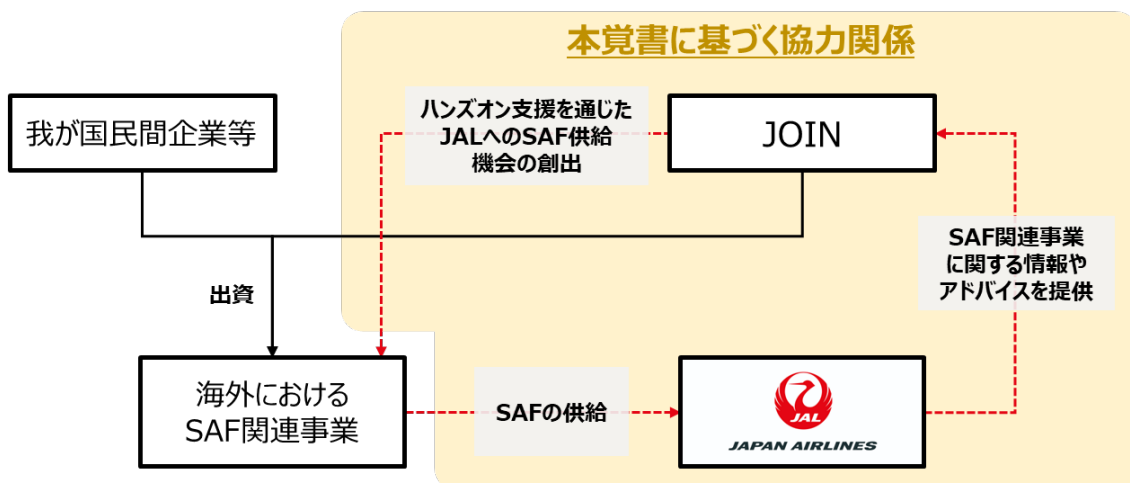 本覚書に基づく協力関係
我が国民間企業等
ハンズオン支援を通じた
JALへのSAF供給
機会の創出
JOIN
SAF関連事業
に関する情報や
アドバイスを提供
出資
海外における
SAF関連事業
SAFの供給
JAL
JAPAN AIRLINES